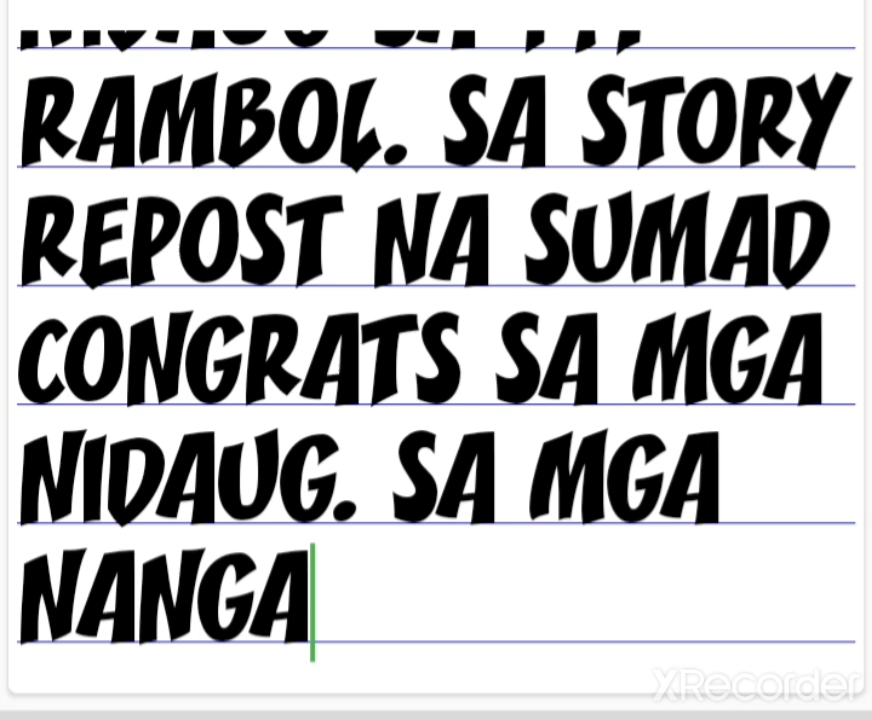 RAMBOL. SA STORY
REPOST NA SUMAD
CONGRATS SA MGA
NIDAUG. SA MGA
NANGA
XRecorder